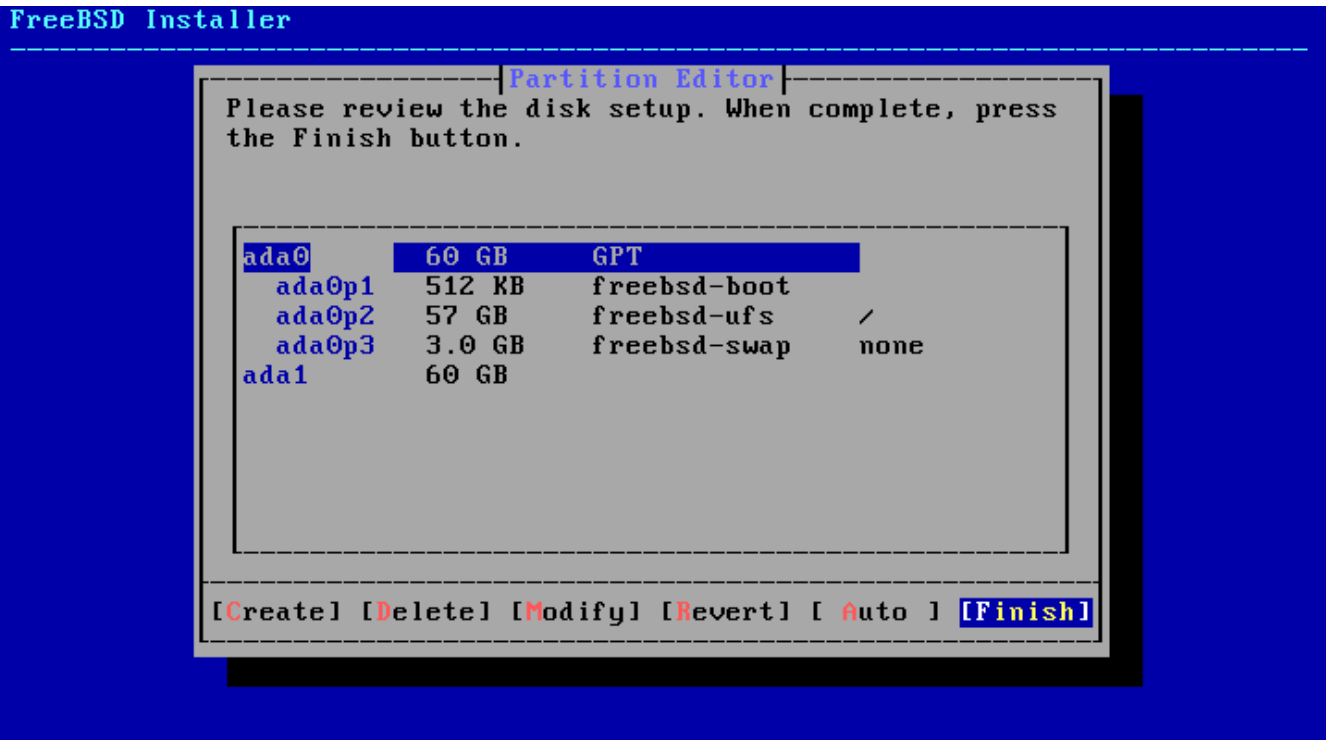 FreeBSD Installer
Partition Editor
Please review the disk setup. When complete, press
the Finish button.
ada0 60 GB GPT
ada0p1 512 KB freebsd-boot
ada0p2 57 GB freebsd-ufs /
ada0p3 3.0 GB freebsd-swap none
ada1 60 GB
[Create] [Delete] [Modify] [Revert] [ Auto ] [Finish]